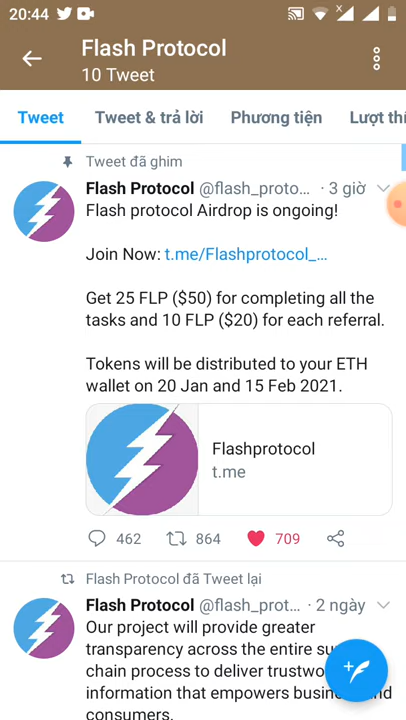 20:44
Flash Protocol
10 Tweet
Tweet
Tweet & trả lời
Phương tiện
Lượt thí
Tweet đã ghim
Flash Protocol @flash_proto... · 3 giờ
Flash protocol Airdrop is ongoing!
Join Now: t.me/Flashprotocol_...
Get 25 FLP ($50) for completing all the
tasks and 10 FLP ($20) for each referral.
Tokens will be distributed to your ETH
wallet on 20 Jan and 15 Feb 2021.
Flashprotocol
t.me
462 864 709
Flash Protocol đã Tweet lại
Flash Protocol @flash_prot... · 2 ngày
Our project will provide greater
transparency across the entire su
chain process to deliver trustwo
information that empowers busin nd
consumers.